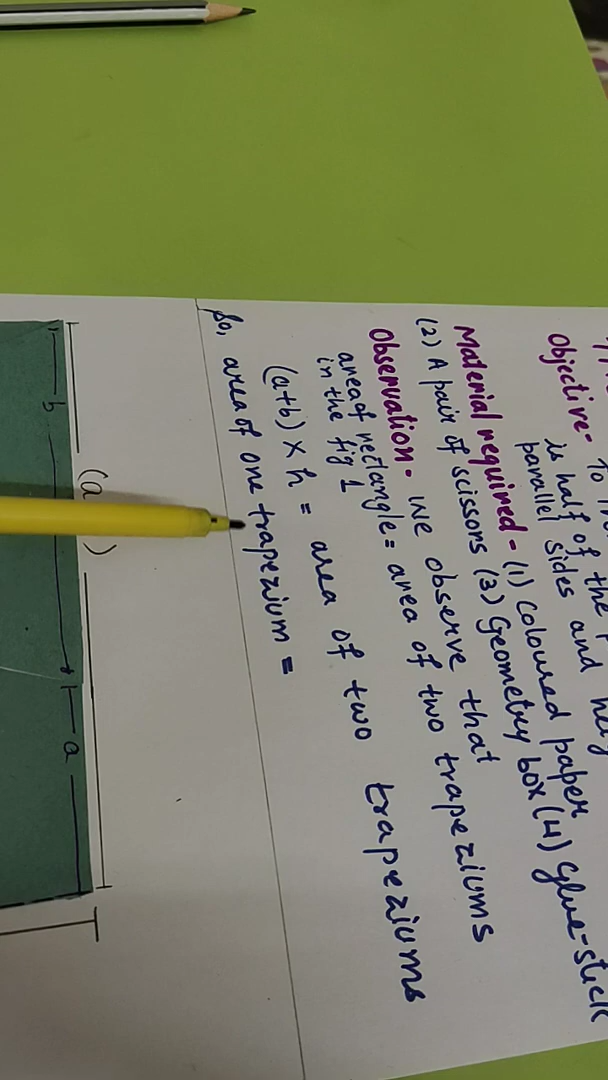 Objective- To
is half of the
parallel sides and
Material required - (1) Coloured paper
(2) A pair of scissors (3) Geometry box (4) Glue-stick
Observation- we observe that
area of rectangle = area of two trapeziums
in the fig 1
(a+b) × h = area of two trapeziums
So, area of one trapezium =
(a )
b a